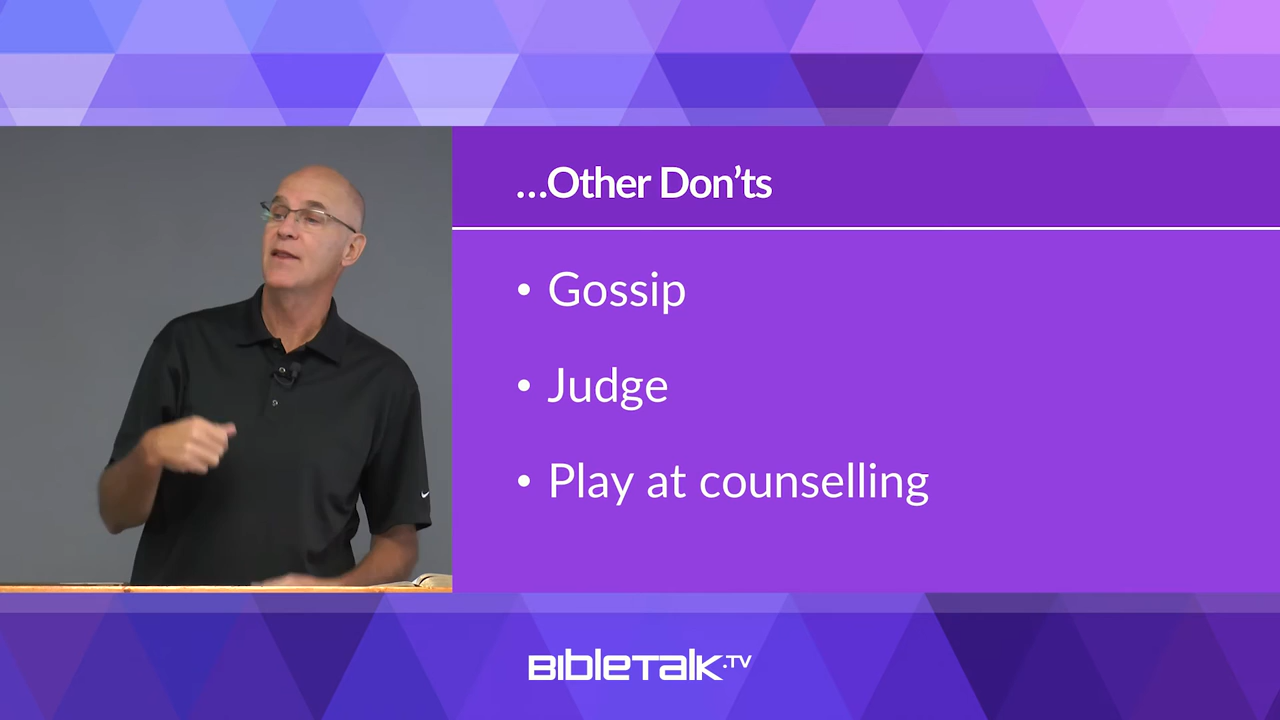 ...Other Don'ts
• Gossip
• Judge
• Play at counselling
BIBLETALK.TV